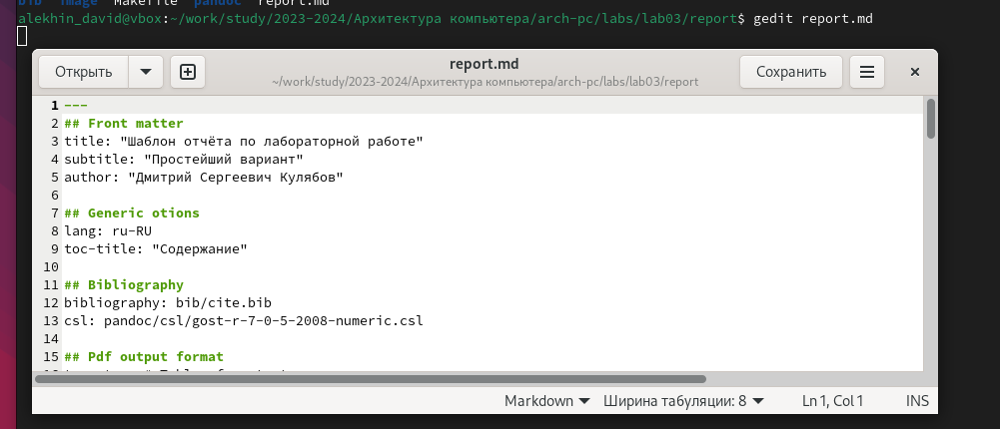 bib image Makefile pandoc report.md
alekhin_david@vbox:~/work/study/2023-2024/Архитектура компьютера/arch-pc/labs/lab03/report$ gedit report.md
Открыть
report.md
~/work/study/2023-2024/Архитектура компьютера/arch-pc/labs/lab03/report
Сохранить
1 ---
2 ## Front matter
3 title: "Шаблон отчёта по лабораторной работе"
4 subtitle: "Простейший вариант"
5 author: "Дмитрий Сергеевич Кулябов"
6
7 ## Generic otions
8 lang: ru-RU
9 toc-title: "Содержание"
10
11 ## Bibliography
12 bibliography: bib/cite.bib
13 csl: pandoc/csl/gost-r-7-0-5-2008-numeric.csl
14
15 ## Pdf output format
Markdown Ширина табуляции: 8 Ln 1, Col 1 INS